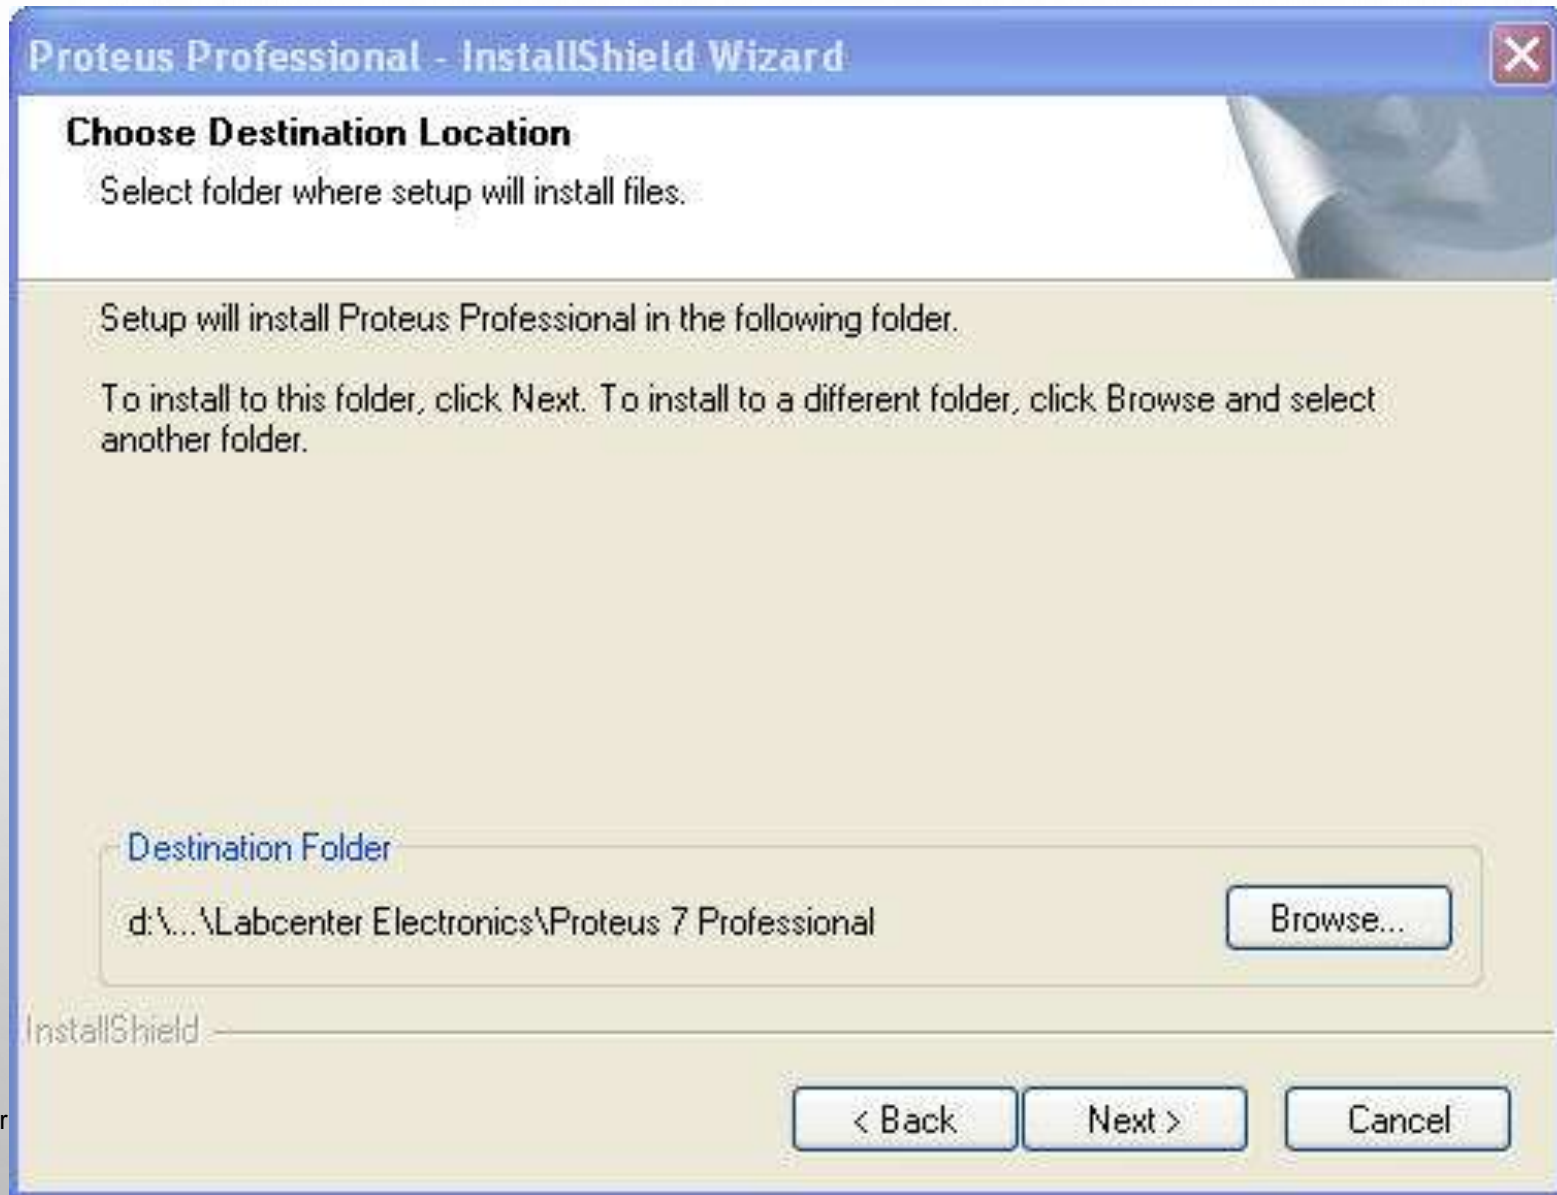 Proteus Professional - InstallShield Wizard
Choose Destination Location
Select folder where setup will install files.
Setup will install Proteus Professional in the following folder.
To install to this folder, click Next. To install to a different folder, click Browse and select
another folder.
Destination Folder
d:\...\Labcenter Electronics\Proteus 7 Professional
Browse...
InstallShield
r
< Back
Next >
Cancel